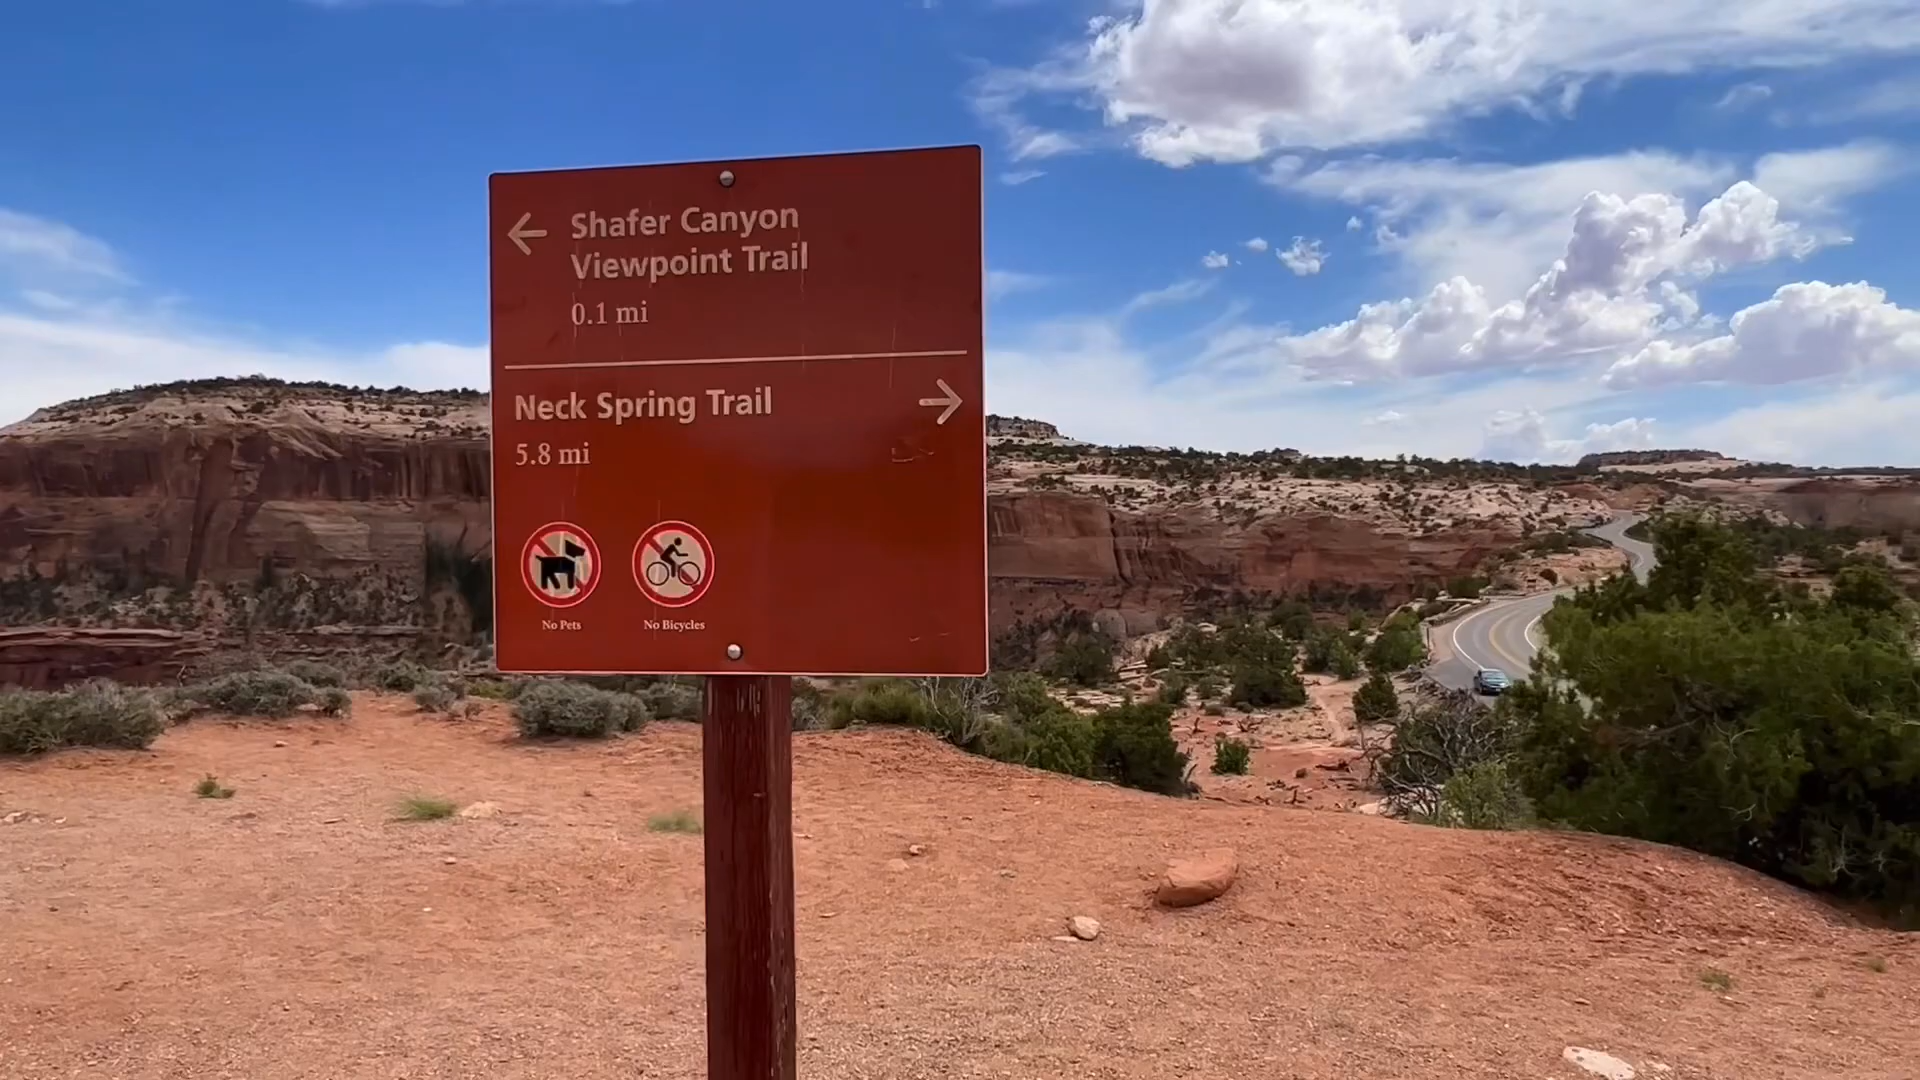 Shafer Canyon
Viewpoint Trail
0.1 mi
Neck Spring Trail
5.8 mi
No Pets
No Bicycles